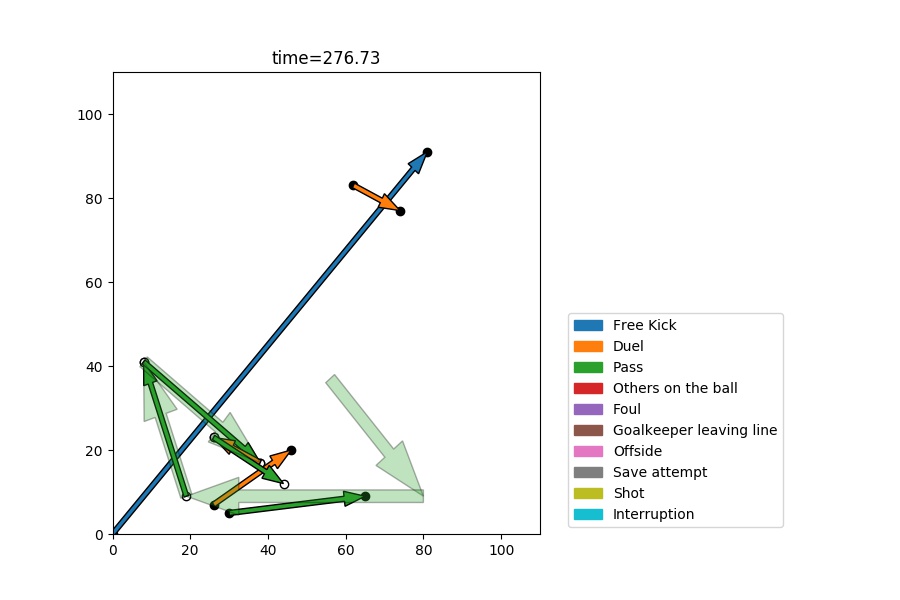 time=276.73
100
80
60
40
20
0
0 20 40 60 80 100
Free Kick
Duel
Pass
Others on the ball
Foul
Goalkeeper leaving line
Offside
Save attempt
Shot
Interruption